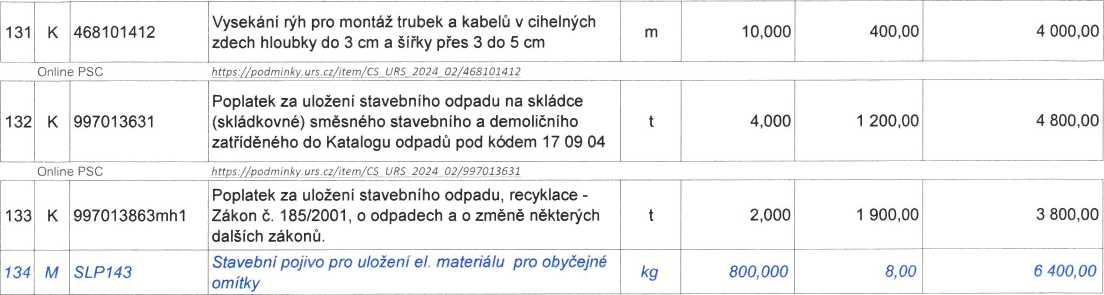 131 K 468101412 Vysekání rýh pro montáž trubek a kabelů v cihelných zdech hloubky do 3 cm a šířky přes 3 do 5 cm m 10,000 400,00 4 000,00
Online PSC https://podminky.urs.cz/item/CS_URS_2024_02/468101412
132 K 997013631 Poplatek za uložení stavebního odpadu na skládce (skládkovné) směsného stavebního a demoličního zatříděného do Katalogu odpadů pod kódem 17 09 04 t 4,000 1 200,00 4 800,00
Online PSC https://podminky.urs.cz/item/CS_URS_2024_02/997013631
133 K 997013863mh1 Poplatek za uložení stavebního odpadu, recyklace - Zákon č. 185/2001, o odpadech a o změně některých dalších zákonů. t 2,000 1 900,00 3 800,00
134 M SLP143 Stavební pojivo pro uložení el. materiálu pro obyčejné omítky kg 800,000 8,00 6 400,00